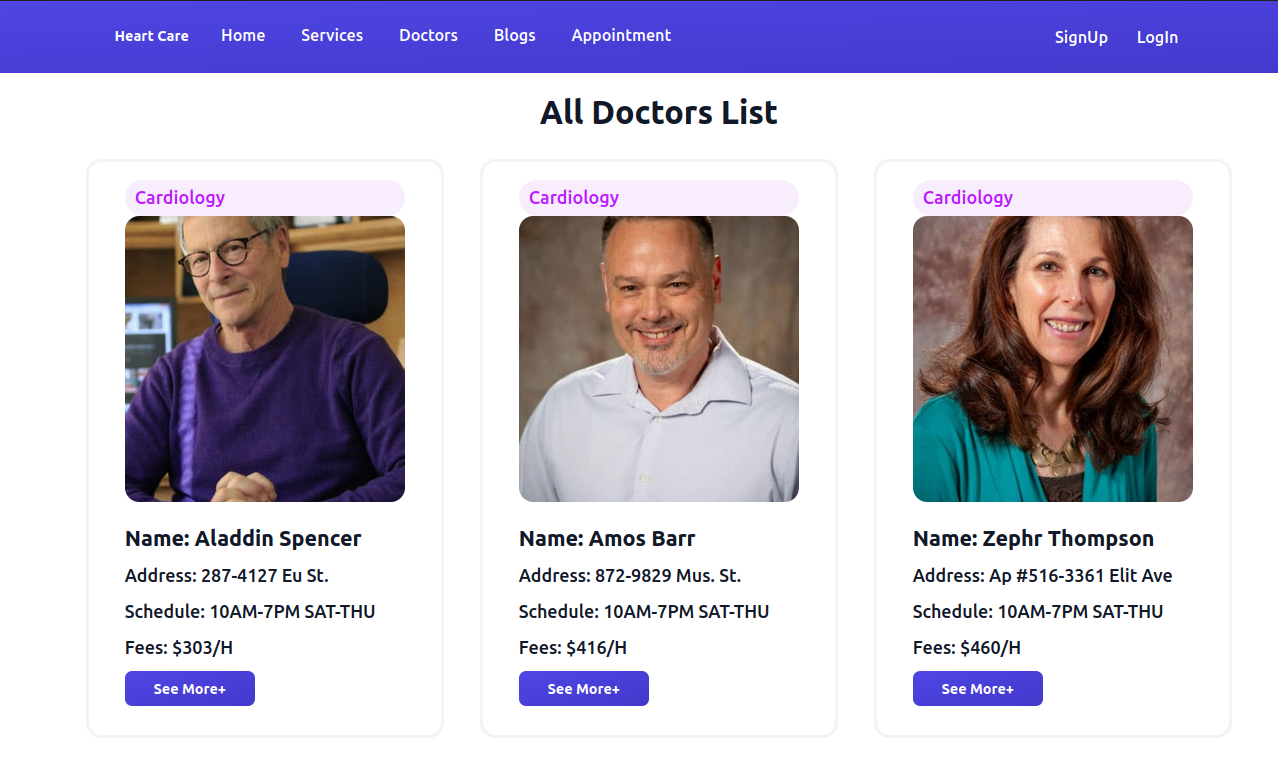 Heart Care Home Services Doctors Blogs Appointment SignUp LogIn
All Doctors List
Cardiology
Name: Aladdin Spencer
Address: 287-4127 Eu St.
Schedule: 10AM-7PM SAT-THU
Fees: $303/H
See More+
Cardiology
Name: Amos Barr
Address: 872-9829 Mus. St.
Schedule: 10AM-7PM SAT-THU
Fees: $416/H
See More+
Cardiology
Name: Zephr Thompson
Address: Ap #516-3361 Elit Ave
Schedule: 10AM-7PM SAT-THU
Fees: $460/H
See More+